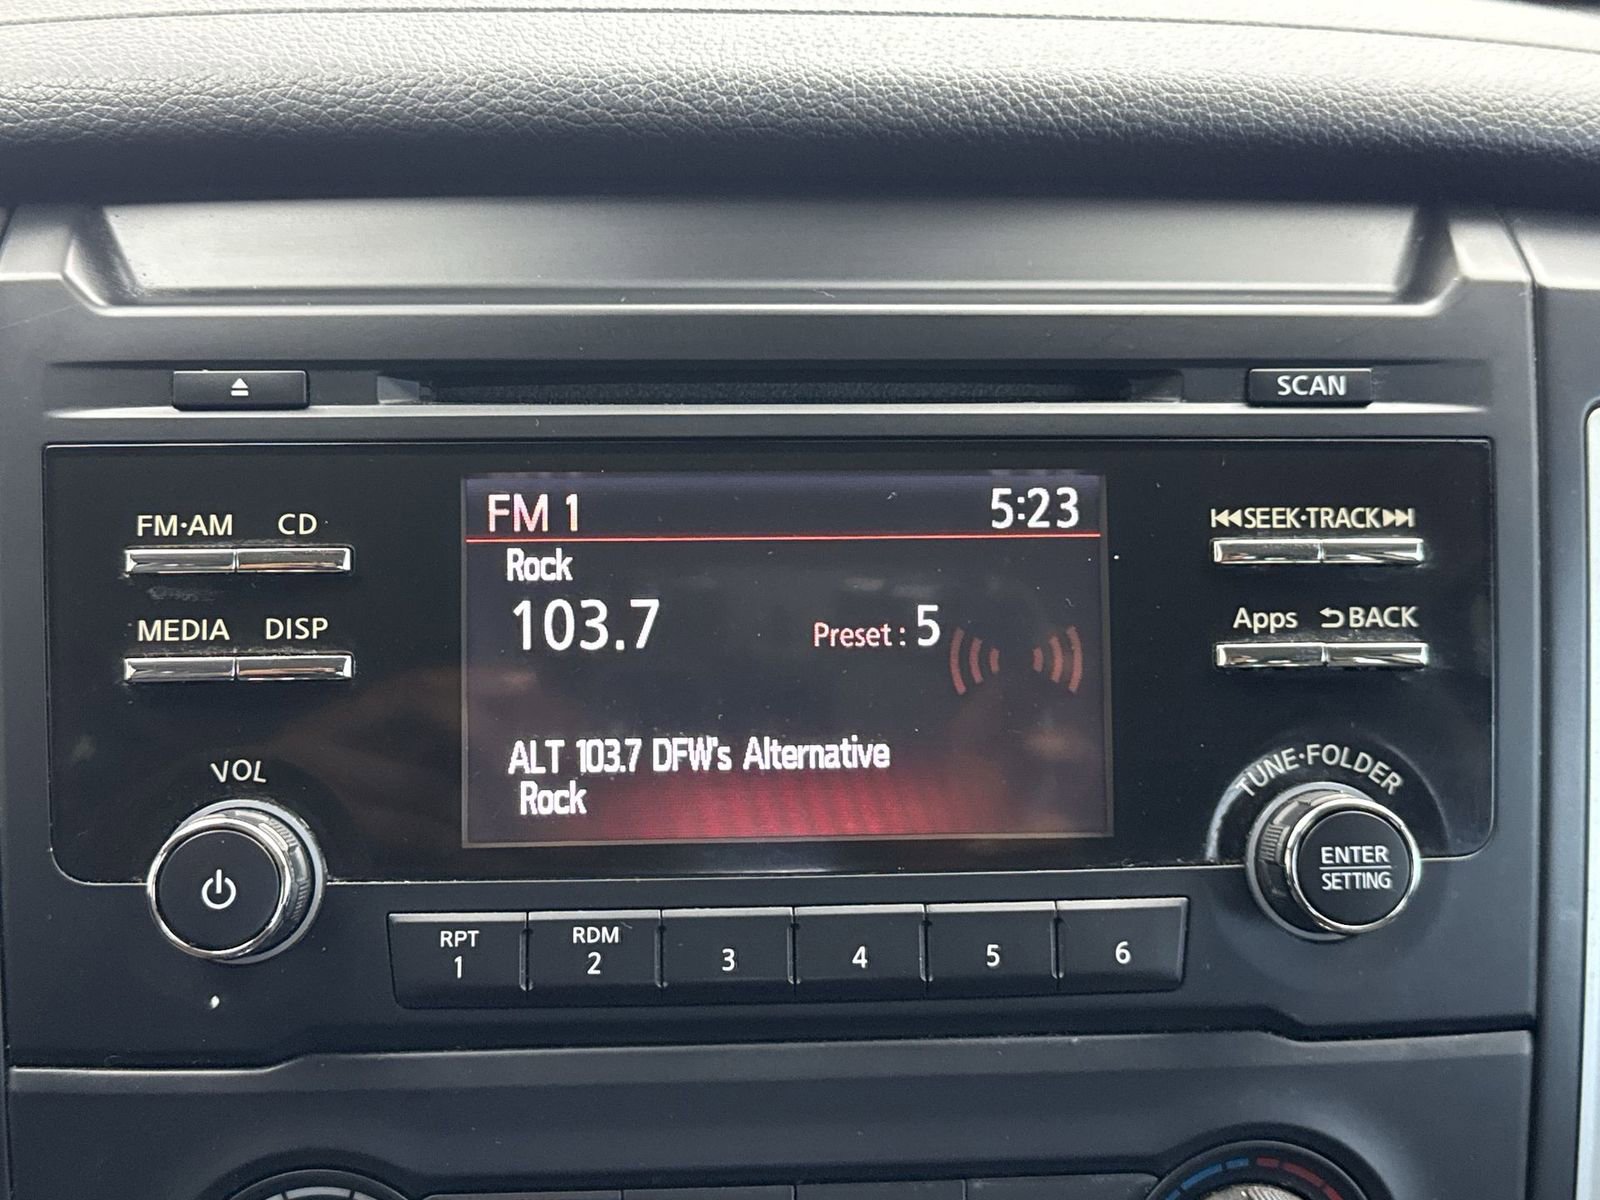 SCAN
FM 1 5:23
FM·AM CD
SEEK·TRACK
Rock
103.7
Preset : 5
MEDIA DISP
Apps BACK
ALT 103.7 DFW's Alternative
Rock
VOL
TUNE·FOLDER
ENTER
SETTING
RPT
1
RDM
2
3
4
5
6